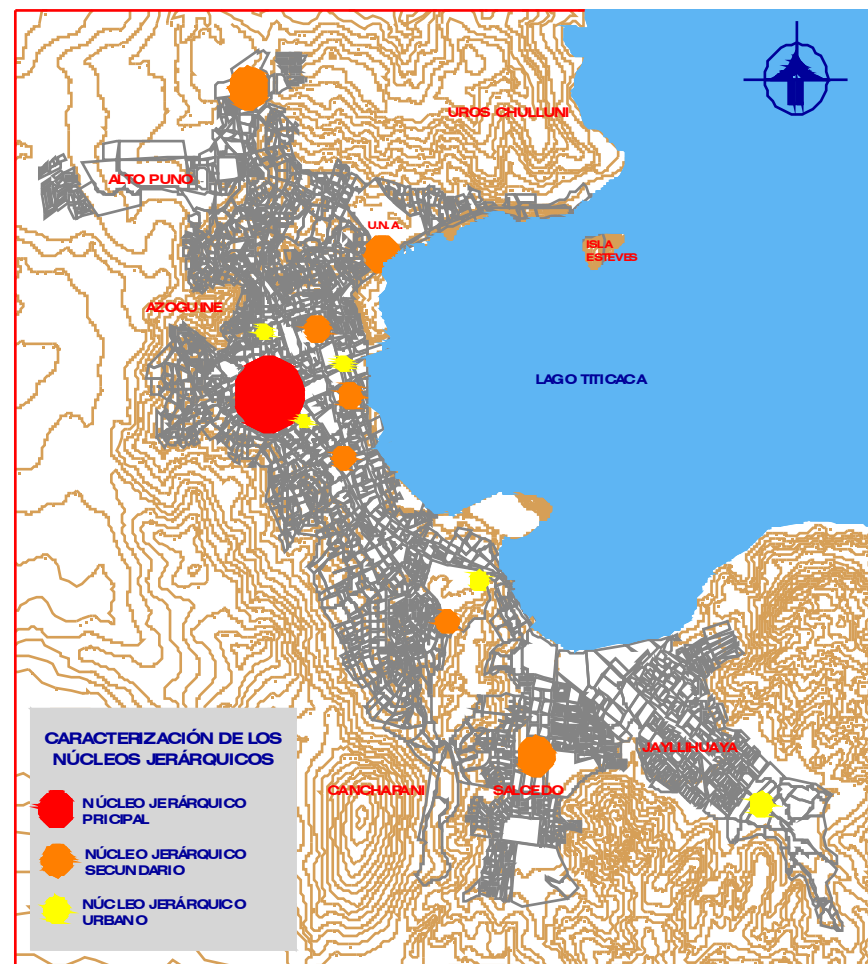 UROS CHULLUNI
ALTO PUNO
U.N.A.
ISLA
ESTEVES
AZOGUINE
LAGO TITICACA
JAYLLIHUAYA
CANCHARANI
SALCEDO
CARACTERIZACIÓN DE LOS
NÚCLEOS JERÁRQUICOS
NÚCLEO JERÁRQUICO
PRICIPAL
NÚCLEO JERÁRQUICO
SECUNDARIO
NÚCLEO JERÁRQUICO
URBANO